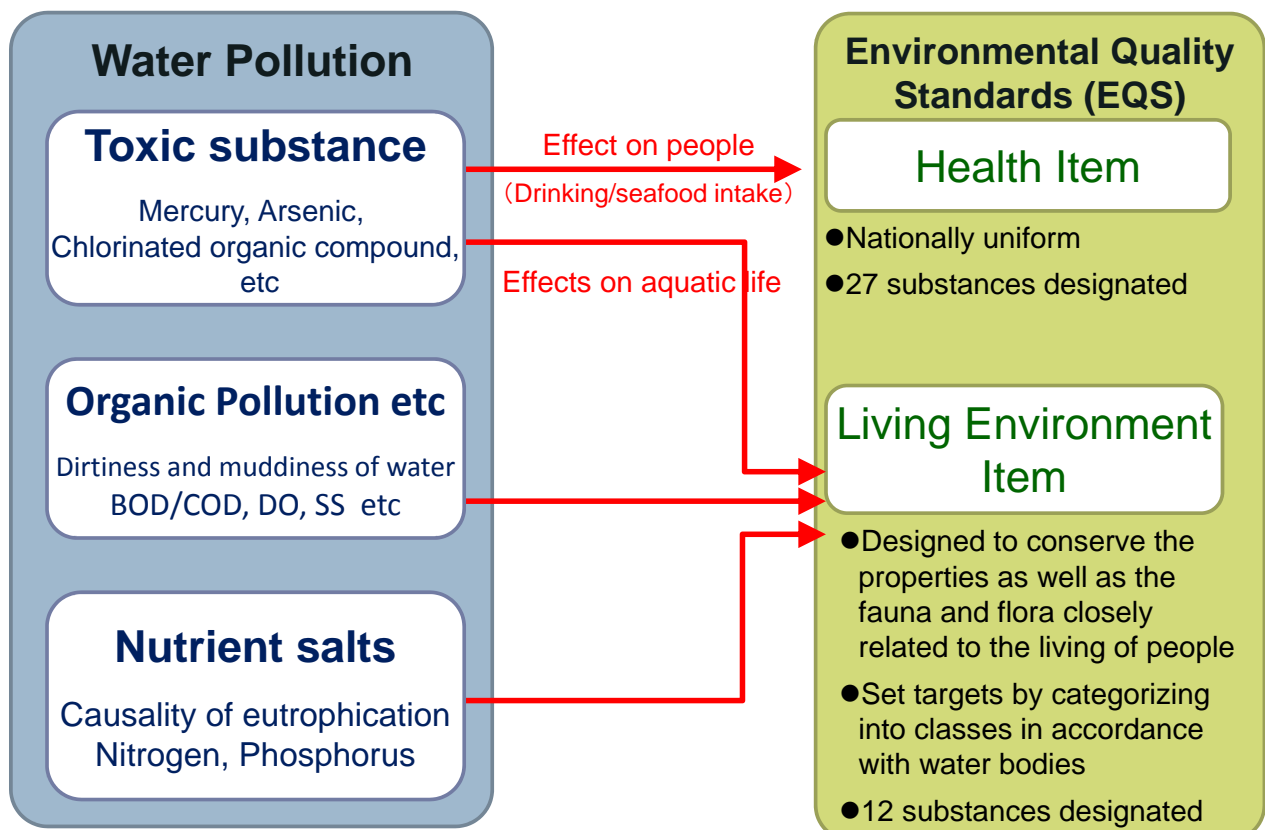 Water Pollution
Toxic substance
Mercury, Arsenic,
Chlorinated organic compound,
etc
Organic Pollution etc
Dirtiness and muddiness of water
BOD/COD, DO, SS etc
Nutrient salts
Causality of eutrophication
Nitrogen, Phosphorus
Effect on people
（Drinking/seafood intake）
Effects on aquatic life
Environmental Quality
Standards (EQS)
Health Item
●Nationally uniform
●27 substances designated
Living Environment
Item
●Designed to conserve the
properties as well as the
fauna and flora closely
related to the living of people
●Set targets by categorizing
into classes in accordance
with water bodies
●12 substances designated